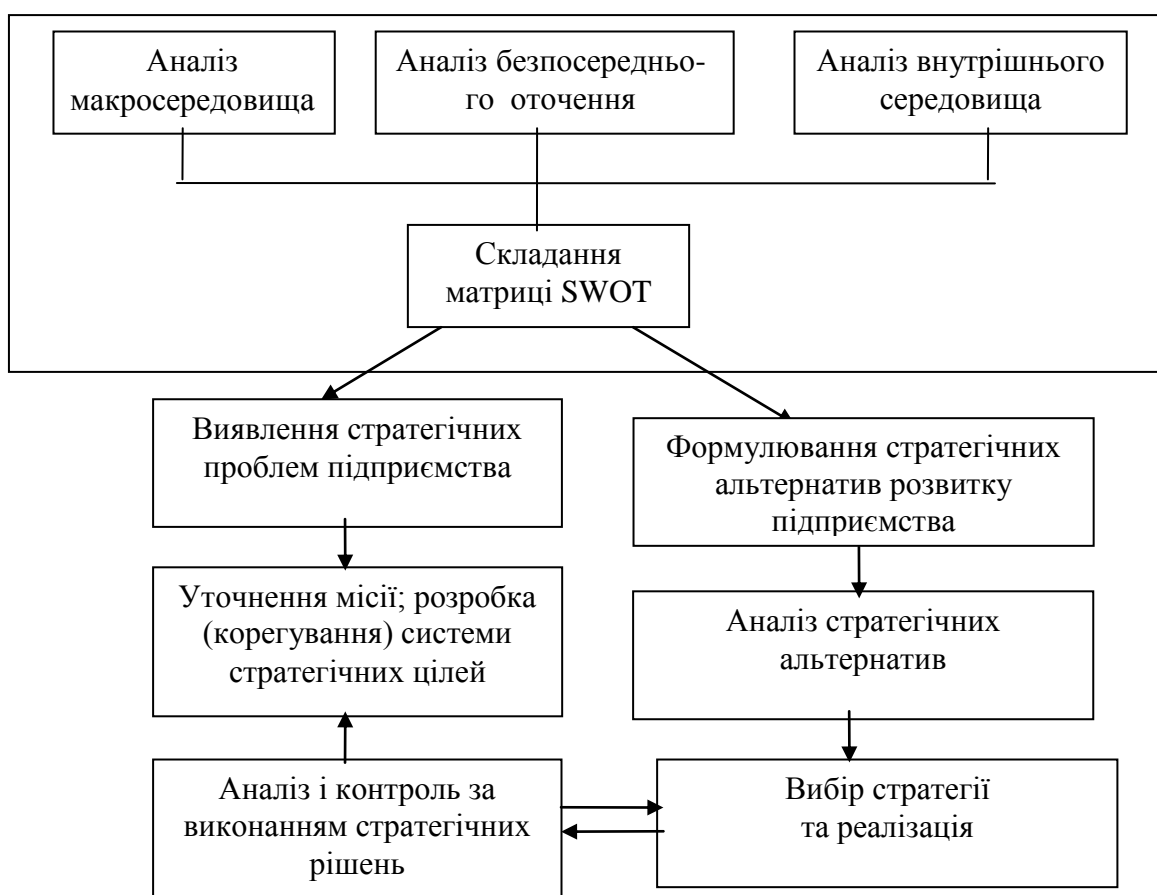 Аналіз
макросередовища
Аналіз безпосередньо-
го оточення
Аналіз внутрішнього
середовища
Складання
матриці SWOT
Виявлення стратегічних
проблем підприємства
Формулювання стратегічних
альтернатив розвитку
підприємства
Уточнення місії; розробка
(корегування) системи
стратегічних цілей
Аналіз стратегічних
альтернатив
Аналіз і контроль за
виконанням стратегічних
рішень
Вибір стратегії
та реалізація